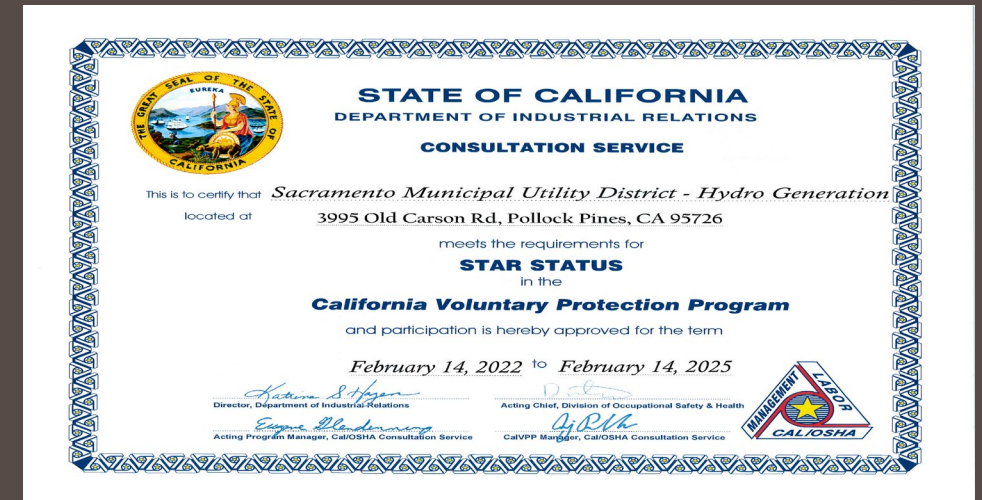 THE GREAT SEAL OF THE STATE OF CALIFORNIA
EUREKA
STATE OF CALIFORNIA
DEPARTMENT OF INDUSTRIAL RELATIONS
CONSULTATION SERVICE
This is to certify that Sacramento Municipal Utility District - Hydro Generation
located at 3995 Old Carson Rd, Pollock Pines, CA 95726
meets the requirements for
STAR STATUS
in the
California Voluntary Protection Program
and participation is hereby approved for the term
February 14, 2022 to February 14, 2025
Director, Department of Industrial Relations
Acting Chief, Division of Occupational Safety & Health
Acting Program Manager, Cal/OSHA Consultation Service
CalVPP Manager, Cal/OSHA Consultation Service
MANAGEMENT
LABOR
CAL/OSHA